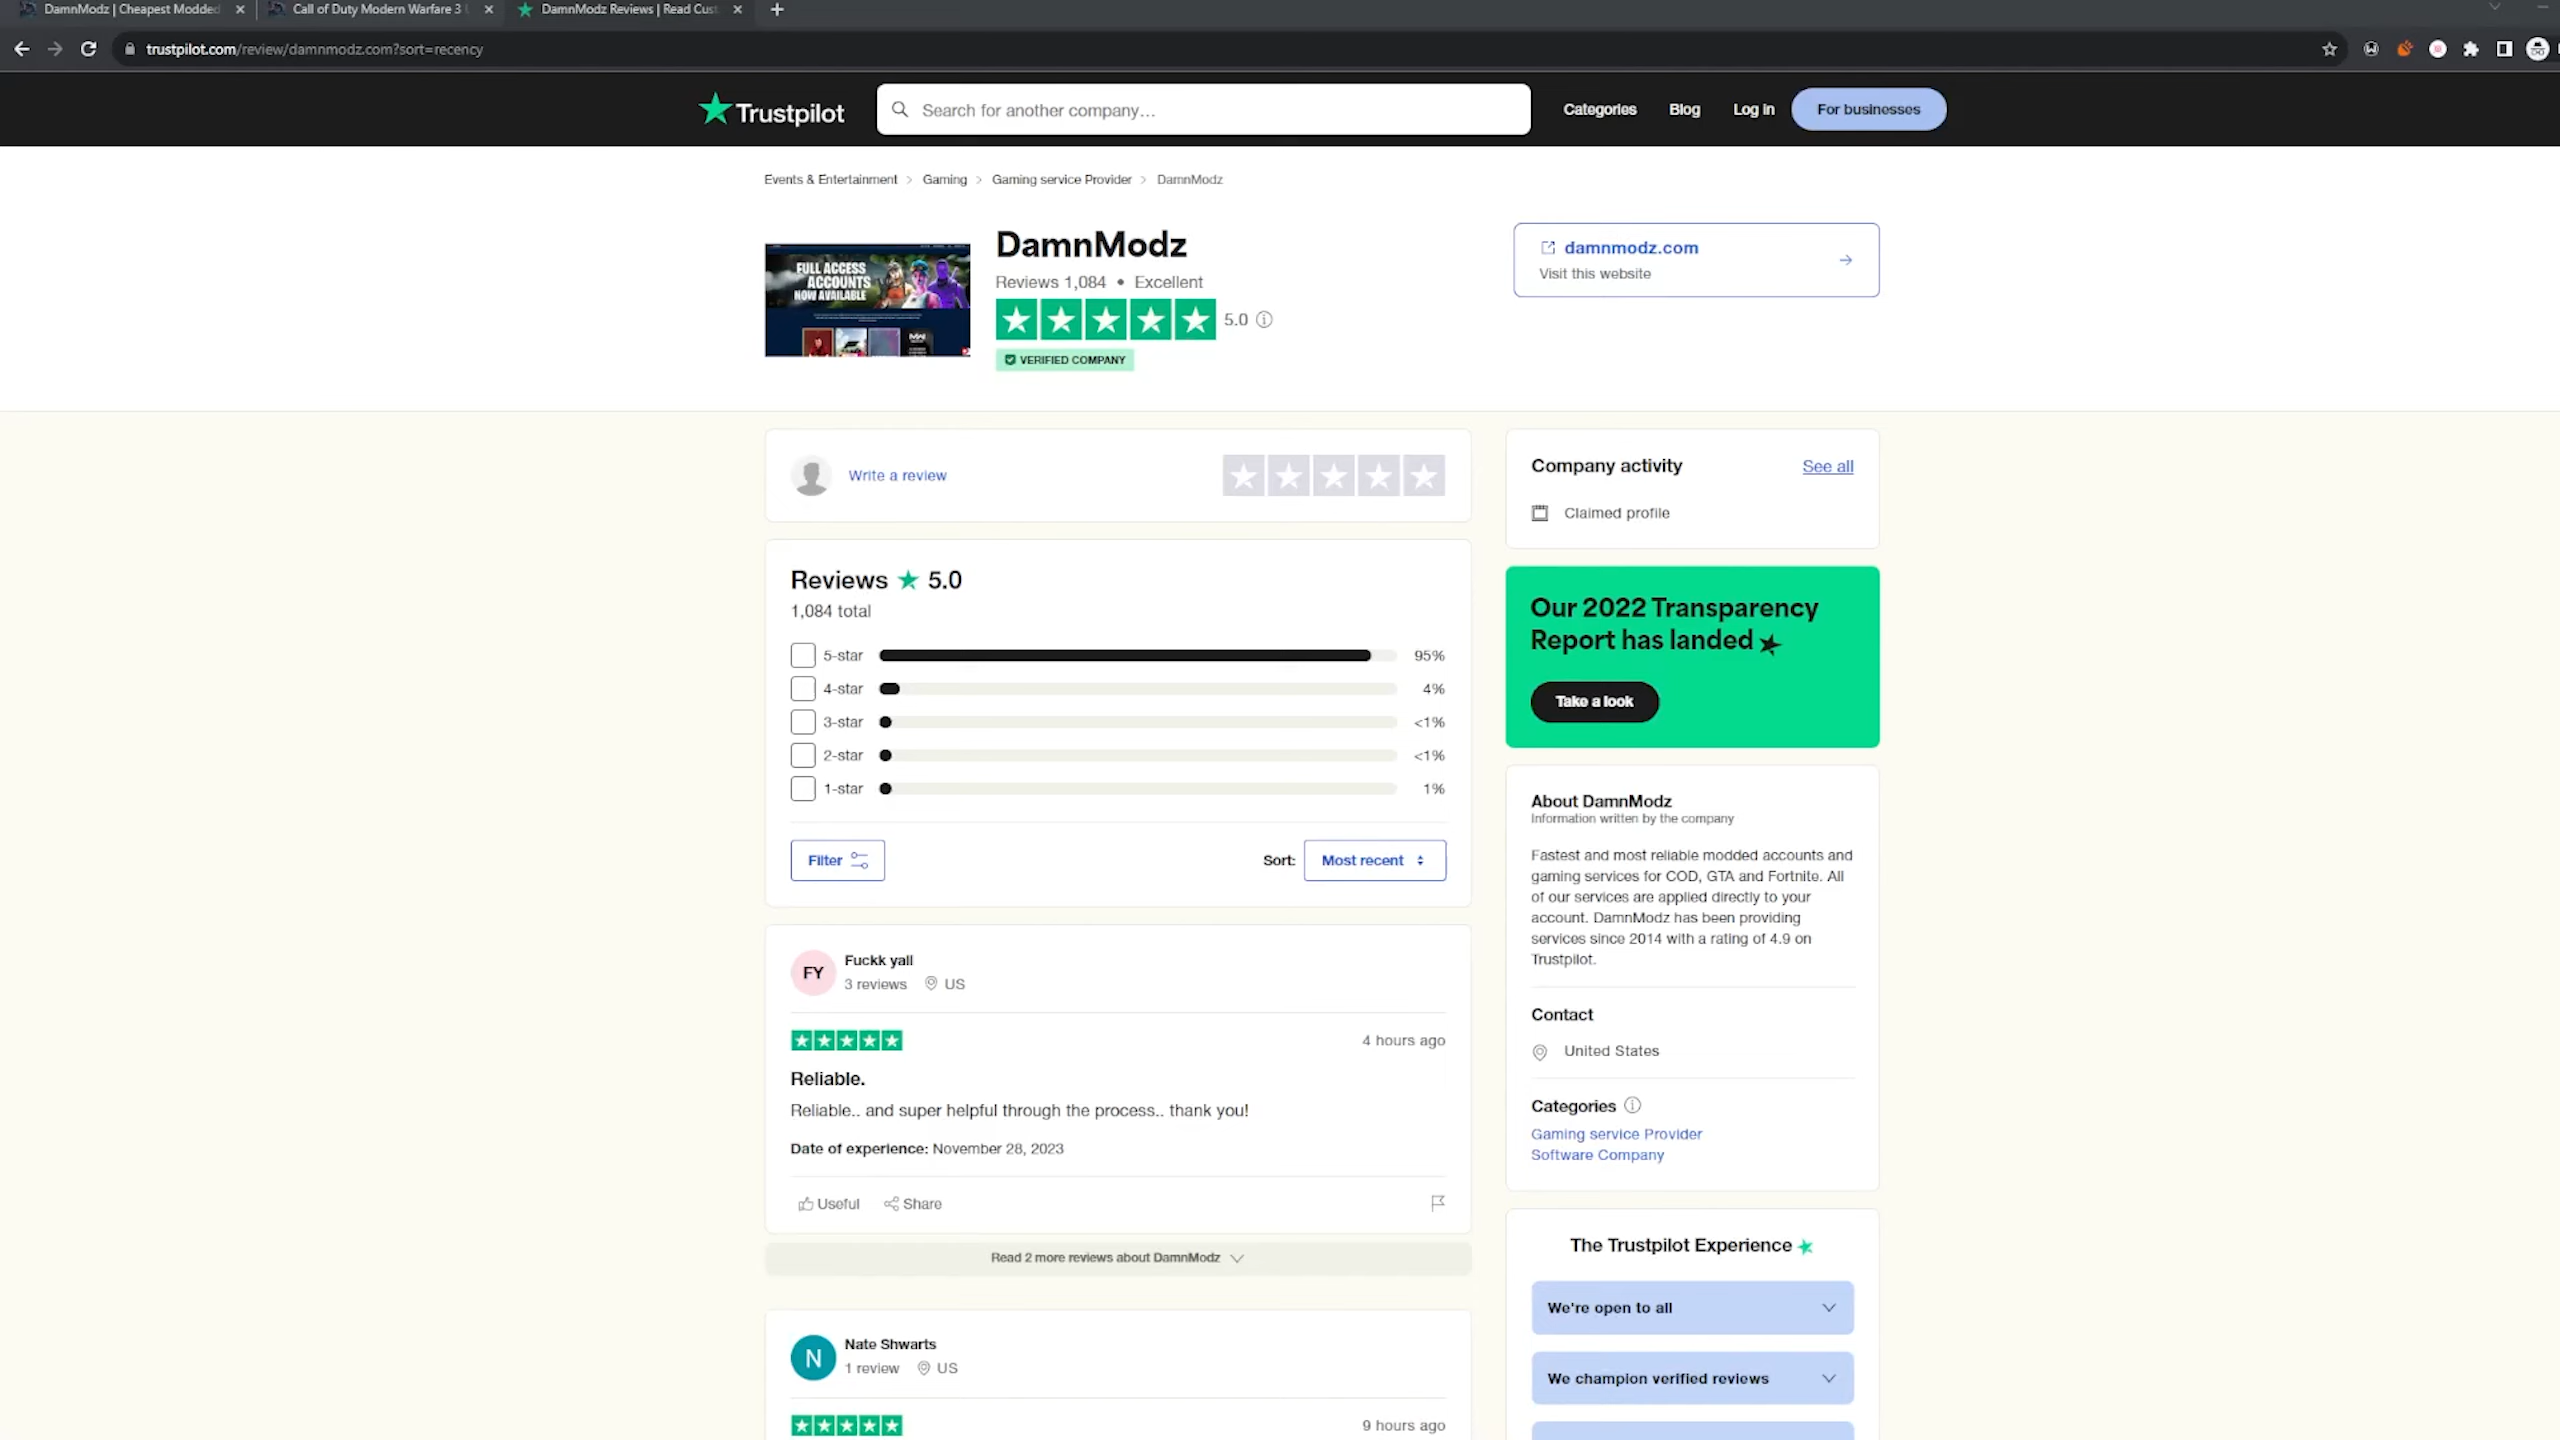 DamnModz | Cheapest Modded
Call of Duty Modern Warfare 3
DamnModz Reviews | Read Cust
trustpilot.com/review/damnmodz.com?sort=recency
Trustpilot
Search for another company...
Categories
Blog
Log in
For businesses
Events & Entertainment > Gaming > Gaming service Provider > DamnModz
FULL ACCESS
ACCOUNTS
NOW AVAILABLE
DamnModz
Reviews 1,084 • Excellent
5.0
VERIFIED COMPANY
damnmodz.com
Visit this website
Write a review
Reviews ★ 5.0
1,084 total
5-star 95%
4-star 4%
3-star <1%
2-star <1%
1-star 1%
Filter
Sort: Most recent
FY
Fuckk yall
3 reviews US
4 hours ago
Reliable.
Reliable.. and super helpful through the process.. thank you!
Date of experience: November 28, 2023
Useful Share
Read 2 more reviews about DamnModz
N
Nate Shwarts
1 review US
9 hours ago
Company activity
See all
Claimed profile
Our 2022 Transparency
Report has landed
Take a look
About DamnModz
Information written by the company
Fastest and most reliable modded accounts and
gaming services for COD, GTA and Fortnite. All
of our services are applied directly to your
account. DamnModz has been providing
services since 2014 with a rating of 4.9 on
Trustpilot.
Contact
United States
Categories
Gaming service Provider
Software Company
The Trustpilot Experience
We're open to all
We champion verified reviews